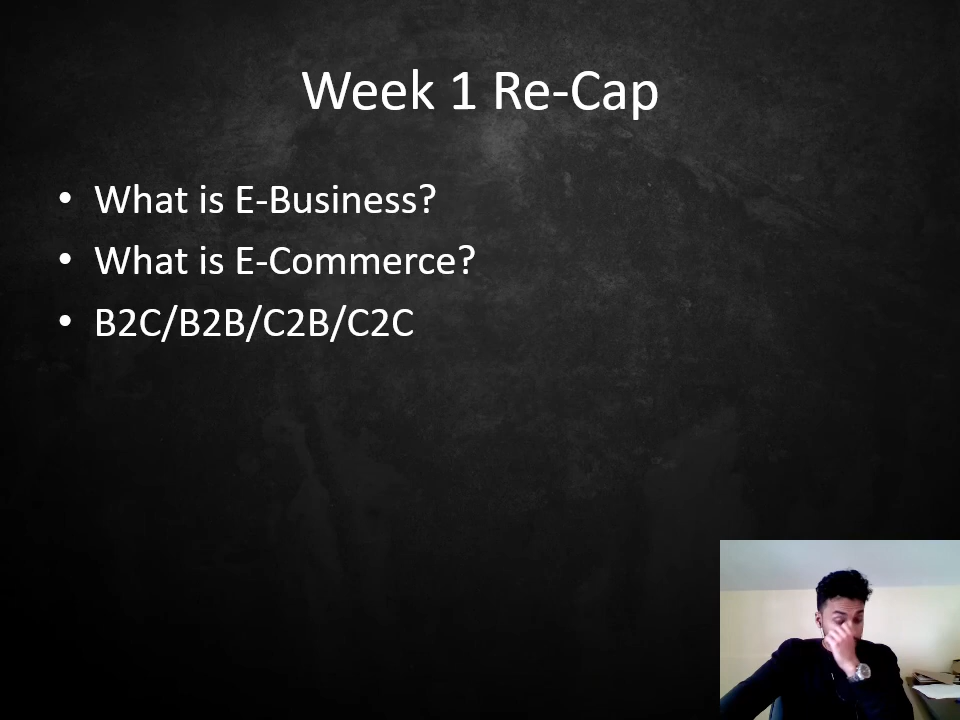 Week 1 Re-Cap
• What is E-Business?
• What is E-Commerce?
• B2C/B2B/C2B/C2C